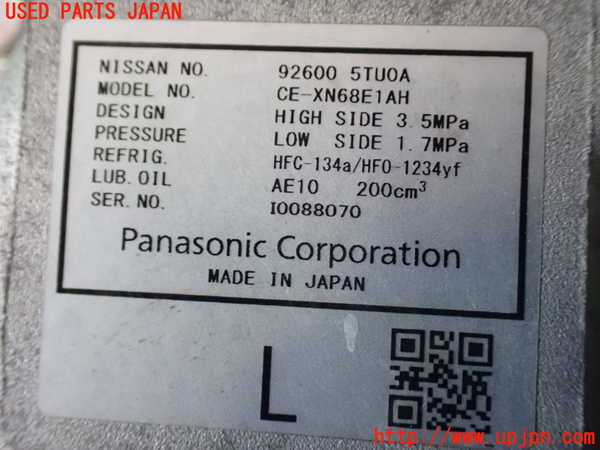 USED PARTS JAPAN
NISSAN NO. 92600 5TU0A
MODEL NO. CE-XN68E1AH
DESIGN HIGH SIDE 3.5MPa
PRESSURE LOW SIDE 1.7MPa
REFRIG. HFC-134a/HFO-1234yf
LUB. OIL AE10 200cm³
SER. NO. I0088070
Panasonic Corporation
MADE IN JAPAN
L
http://www.upjpn.com